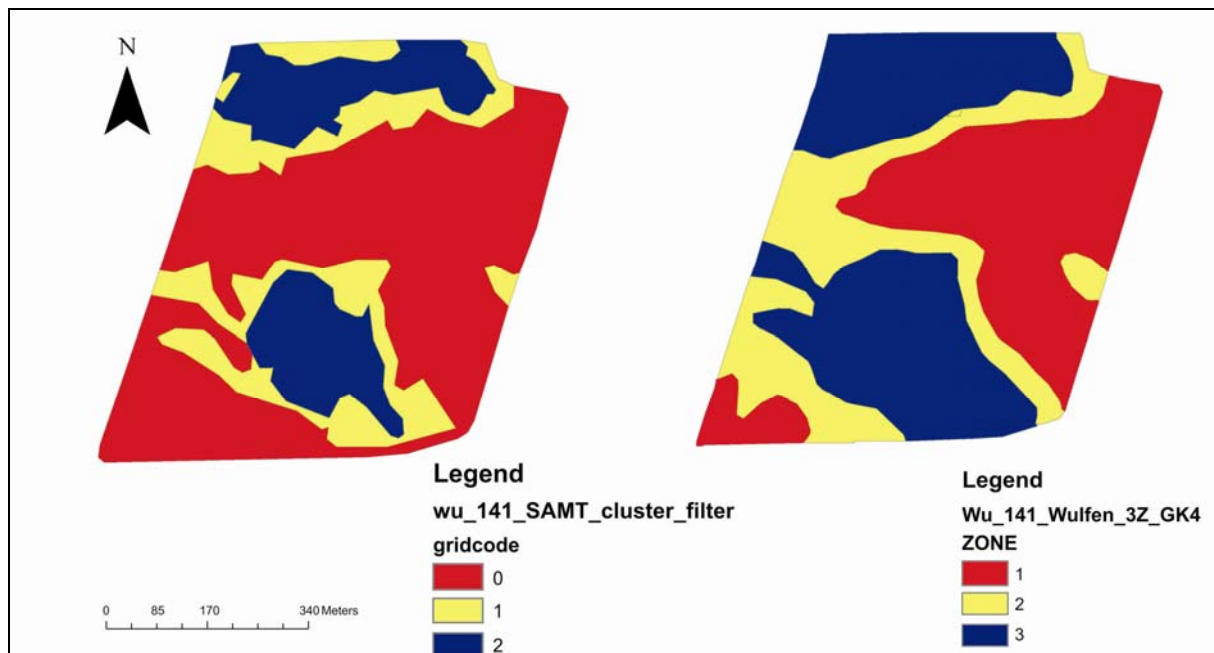 N
Legend
wu_141_SAMT_cluster_filter
gridcode
0
1
2
0 85 170 340 Meters
Legend
Wu_141_Wulfen_3Z_GK4
ZONE
1
2
3